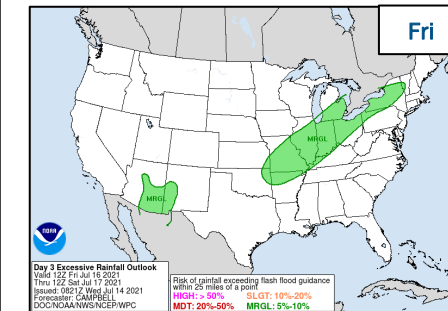 Fri
MRGL
MRGL
NOAA
Day 3 Excessive Rainfall Outlook
Valid 12Z Fri Jul 16 2021
Thru 12Z Sat Jul 17 2021
Issued: 0821Z Wed Jul 14 2021
Forecaster: CAMPBELL
DOC/NOAA/NWS/NCEP/WPC
Risk of rainfall exceeding flash flood guidance
within 25 miles of a point
HIGH: > 50% SLGT: 10%-20%
MDT: 20%-50% MRGL: 5%-10%